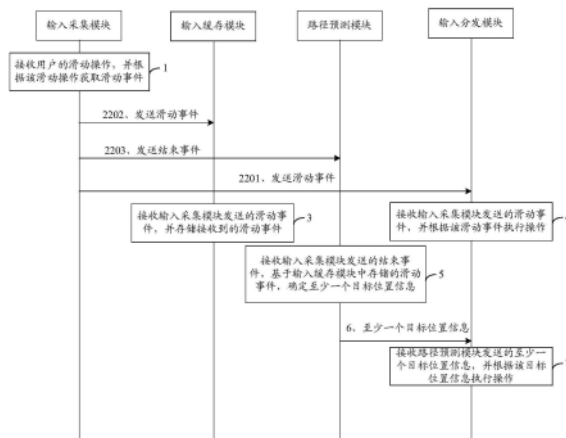 输入采集模块
输入缓存模块
路径预测模块
输入分发模块
接收用户的滑动操作，并根
据该滑动操作获取滑动事件
1
2202、发送滑动事件
2203、发送结束事件
2201、发送滑动事件
接收输入采集模块发送的滑动事
件，并存储接收到的滑动事件
3
接收输入采集模块发送的滑动事
件，并根据该滑动事件执行操作
接收输入采集模块发送的结束事
件，基于输入缓存模块中存储的滑动
事件，确定至少一个目标位置信息
5
6、至少一个目标位置信息
接收路径预测模块发送的至少一
个目标位置信息，并根据该目标
位置信息执行操作